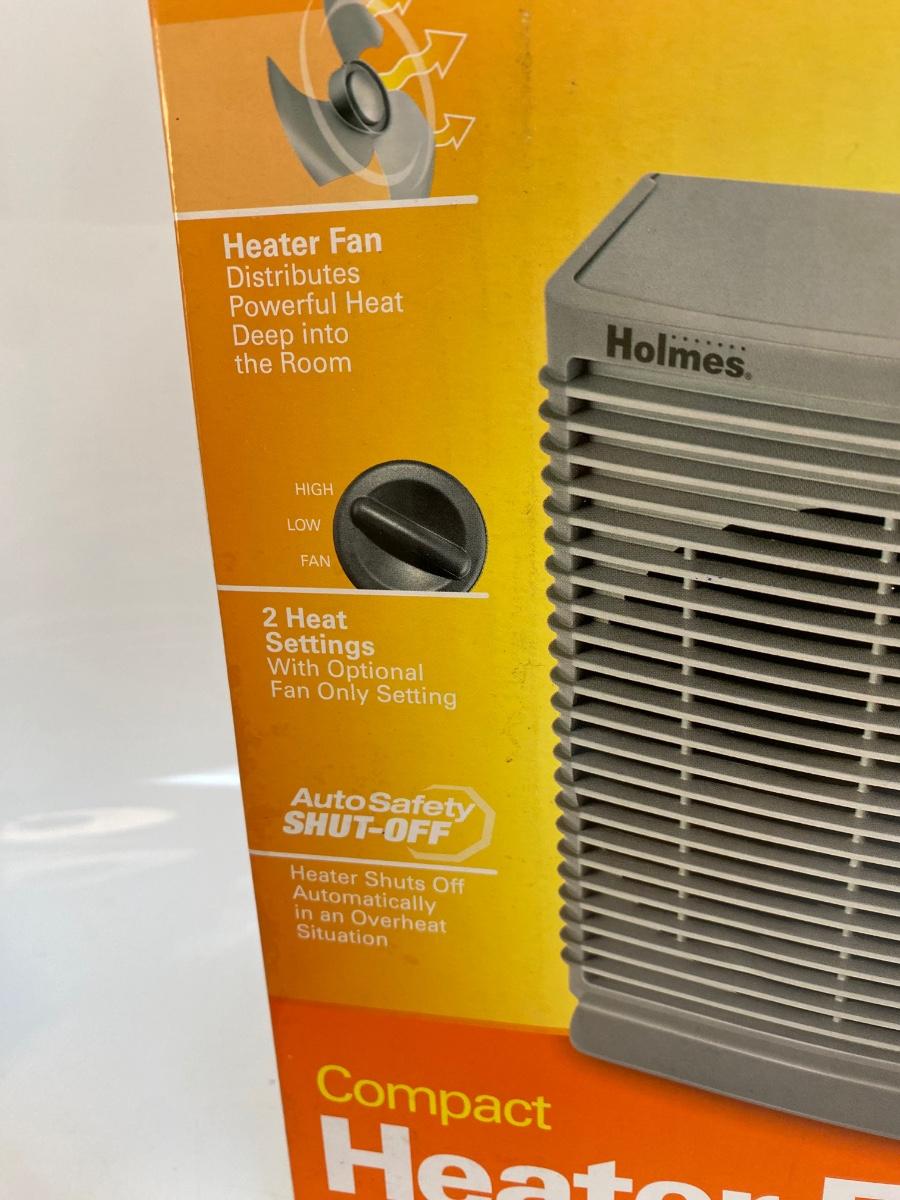 Heater Fan
Distributes
Powerful Heat
Deep into
the Room
Holmes®
HIGH
LOW
FAN
2 Heat
Settings
With Optional
Fan Only Setting
Auto Safety
SHUT-OFF
Heater Shuts Off
Automatically
in an Overheat
Situation
Compact
Heater